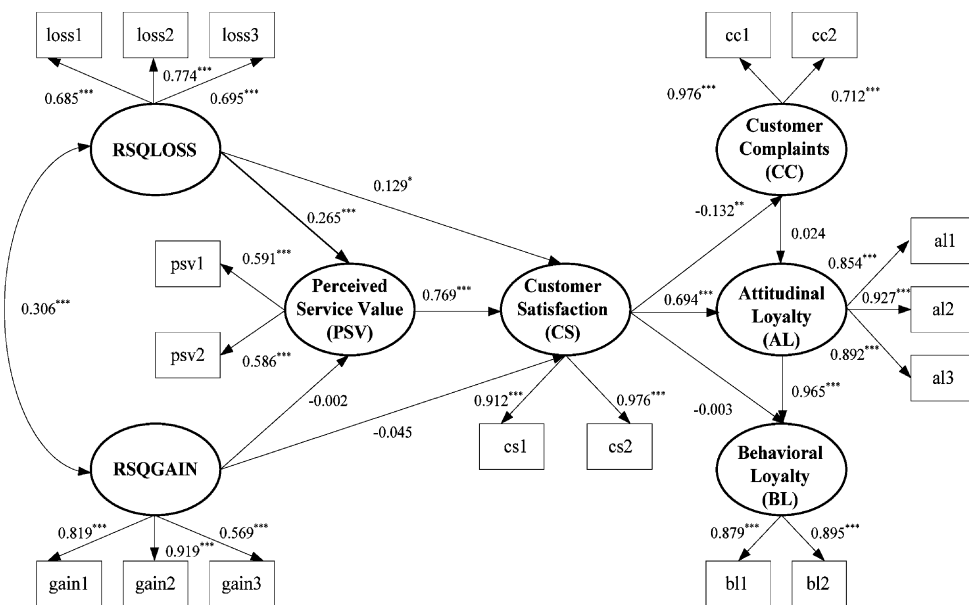 loss1
loss2
loss3
cc1
cc2
0.685***
0.774***
0.695***
0.976***
0.712***
RSQLOSS
Customer
Complaints
(CC)
0.129*
0.265***
-0.132**
0.024
psv1
0.591***
al1
0.854***
0.306***
Perceived
Service Value
(PSV)
0.769***
Customer
Satisfaction
(CS)
0.694***
Attitudinal
Loyalty
(AL)
0.927***
al2
psv2
0.586***
0.892***
al3
-0.002
-0.045
0.912***
0.976***
-0.003
0.965***
cs1
cs2
RSQGAIN
Behavioral
Loyalty
(BL)
0.819***
0.919***
0.569***
0.879***
0.895***
gain1
gain2
gain3
bl1
bl2